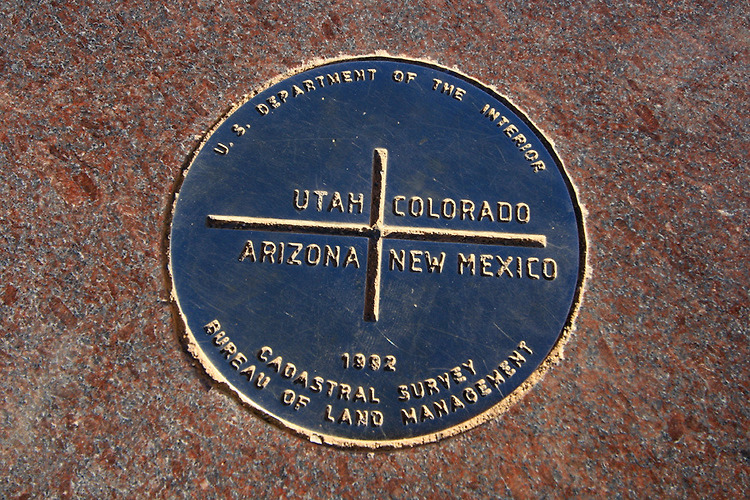 U. S. DEPARTMENT OF THE INTERIOR
UTAH COLORADO
ARIZONA NEW MEXICO
1992
CADASTRAL SURVEY
BUREAU OF LAND MANAGEMENT